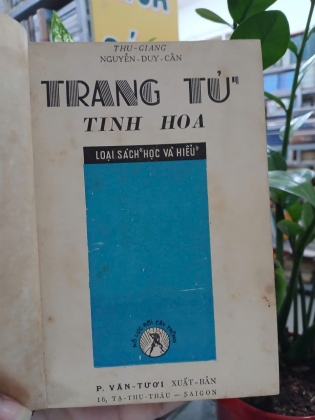 THU-GIANG
NGUYỄN-DUY-CẦN
TRANG TỬ
TINH HOA
LOẠI SÁCH "HỌC VÀ HIỂU"
P. VĂN-TƯƠI XUẤT-BẢN
16, TẠ-THU-THÂU — SAIGON